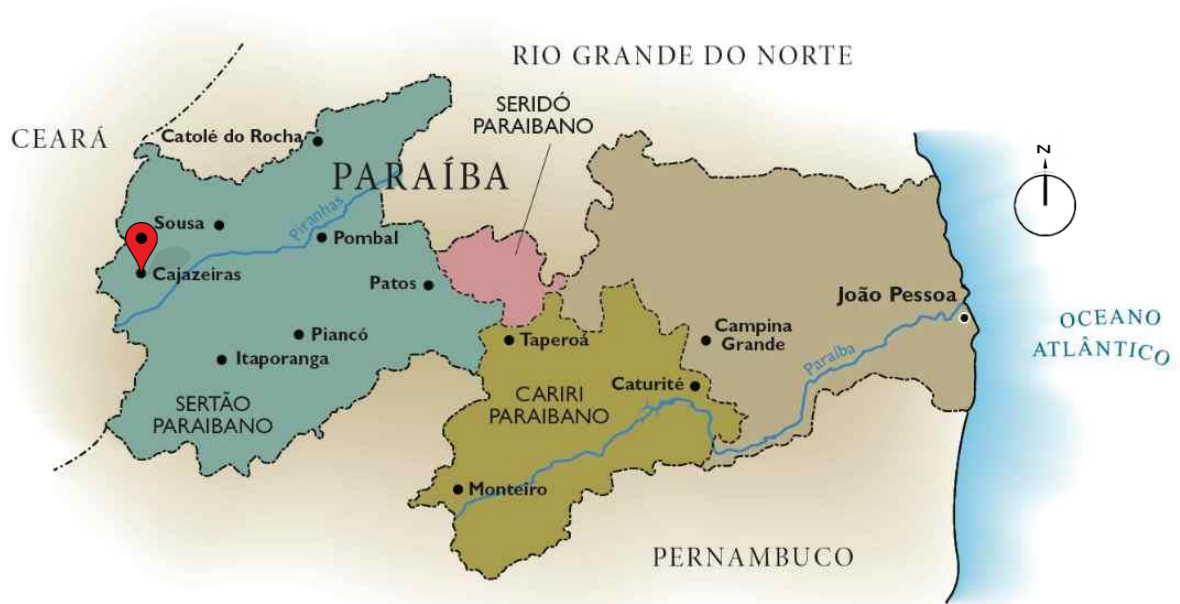 RIO GRANDE DO NORTE
SERIDÓ
PARAIBANO
CEARÁ
Catolé do Rocha
PARAÍBA
N
Sousa
Piranhas
Pombal
Cajazeiras
Patos
João Pessoa
OCEANO
ATLÂNTICO
Piancó
Taperoá
Campina
Grande
Itaporanga
Paraíba
Caturité
CARIRI
PARAIBANO
SERTÃO
PARAIBANO
Monteiro
PERNAMBUCO